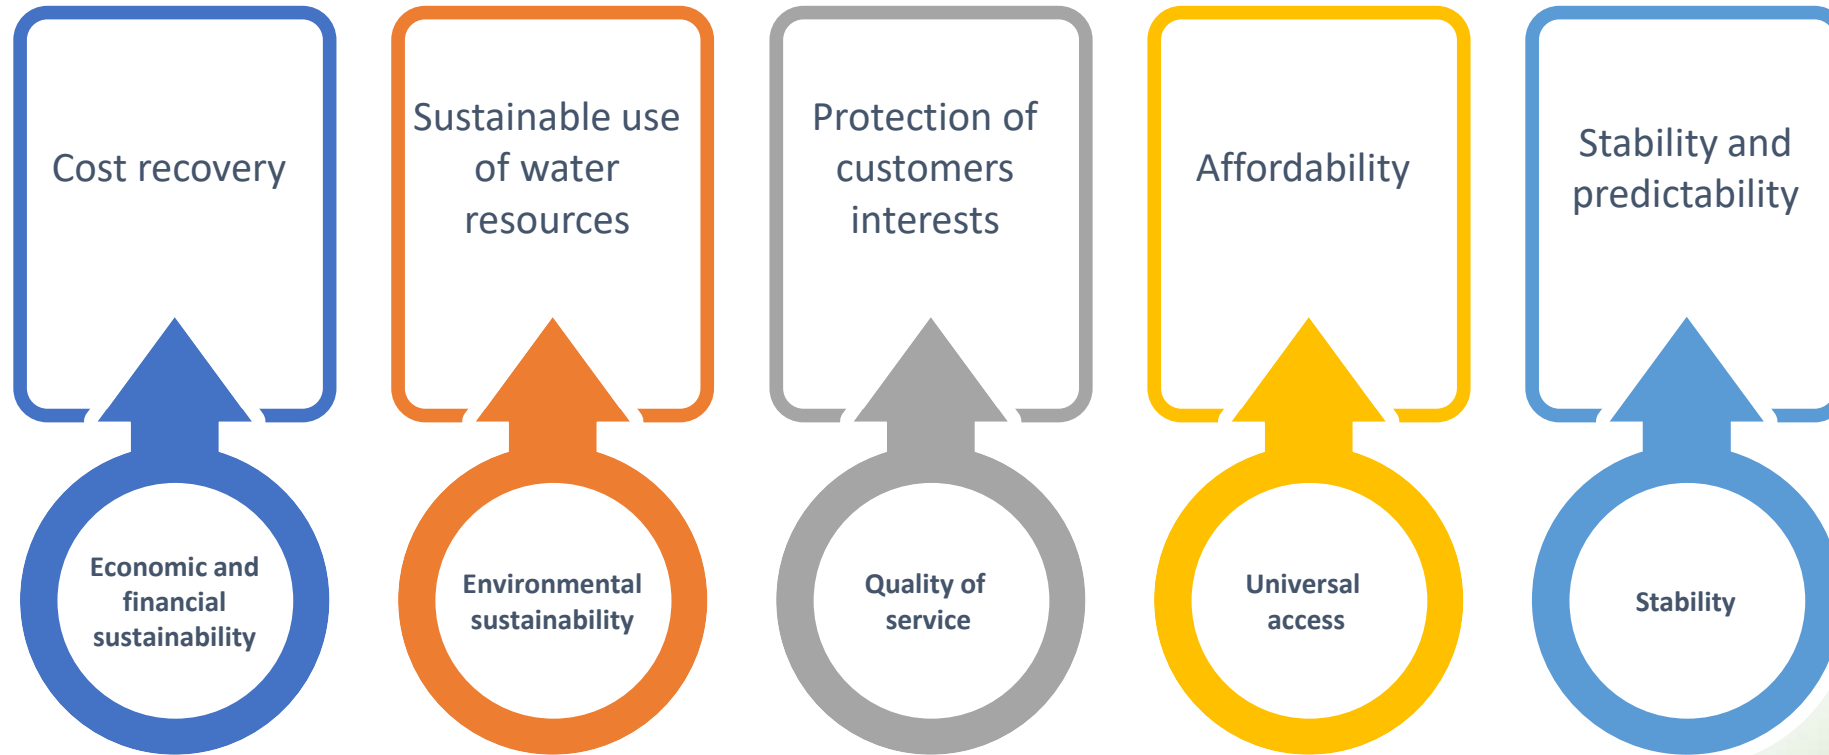 Cost recovery
Sustainable use
of water
resources
Protection of
customers
interests
Affordability
Stability and
predictability
Economic and
financial
sustainability
Environmental
sustainability
Quality of
service
Universal
access
Stability